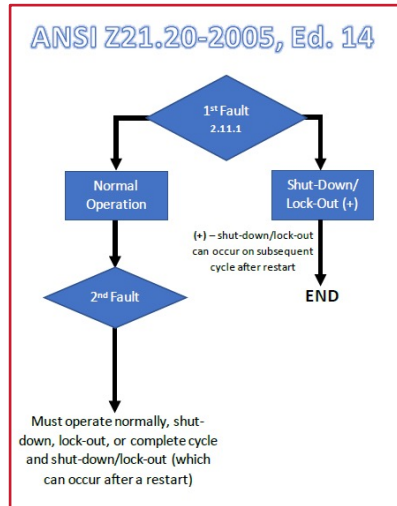 ANSI Z21.20-2005, Ed. 14
1st Fault
2.11.1
Normal
Operation
Shut-Down/
Lock-Out (+)
(+) – shut-down/lock-out
can occur on subsequent
cycle after restart
END
2nd Fault
Must operate normally, shut-
down, lock-out, or complete cycle
and shut-down/lock-out (which
can occur after a restart)